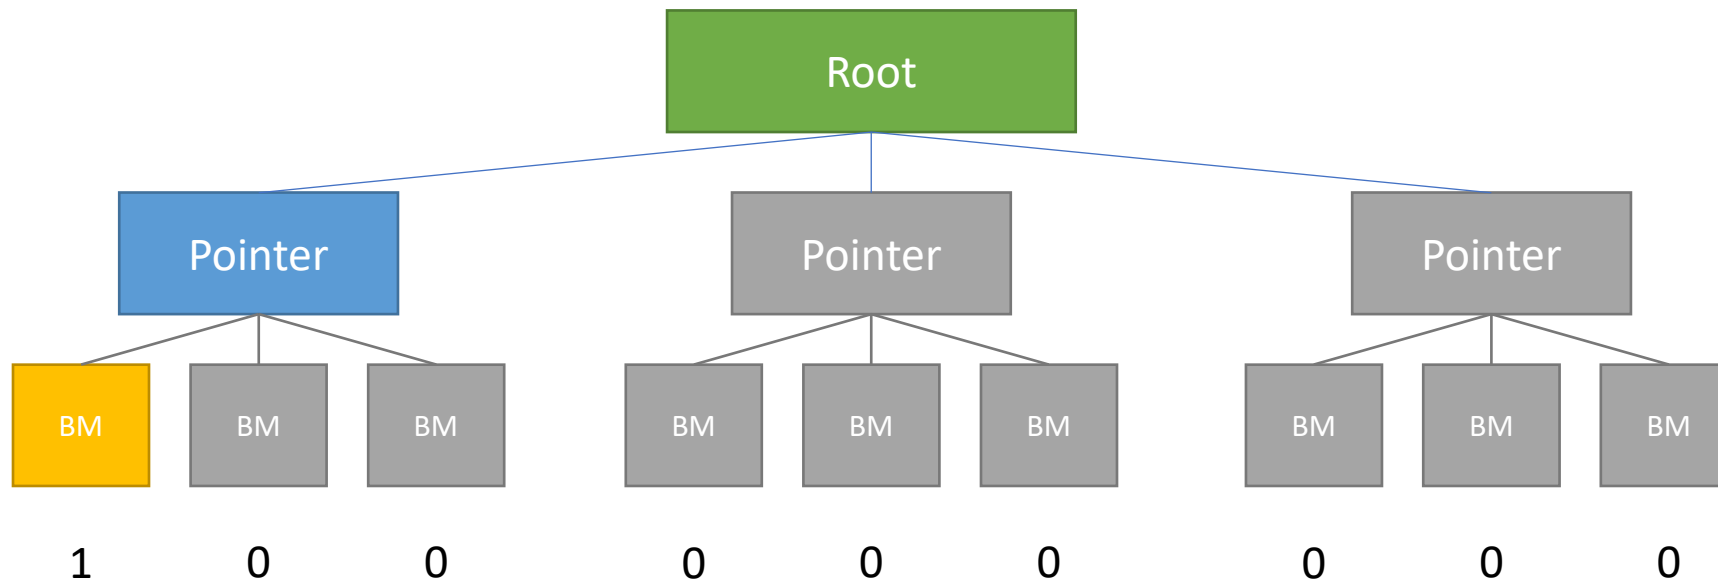 Root
Pointer Pointer Pointer
BM BM BM BM BM BM BM BM BM
1 0 0 0 0 0 0 0 0